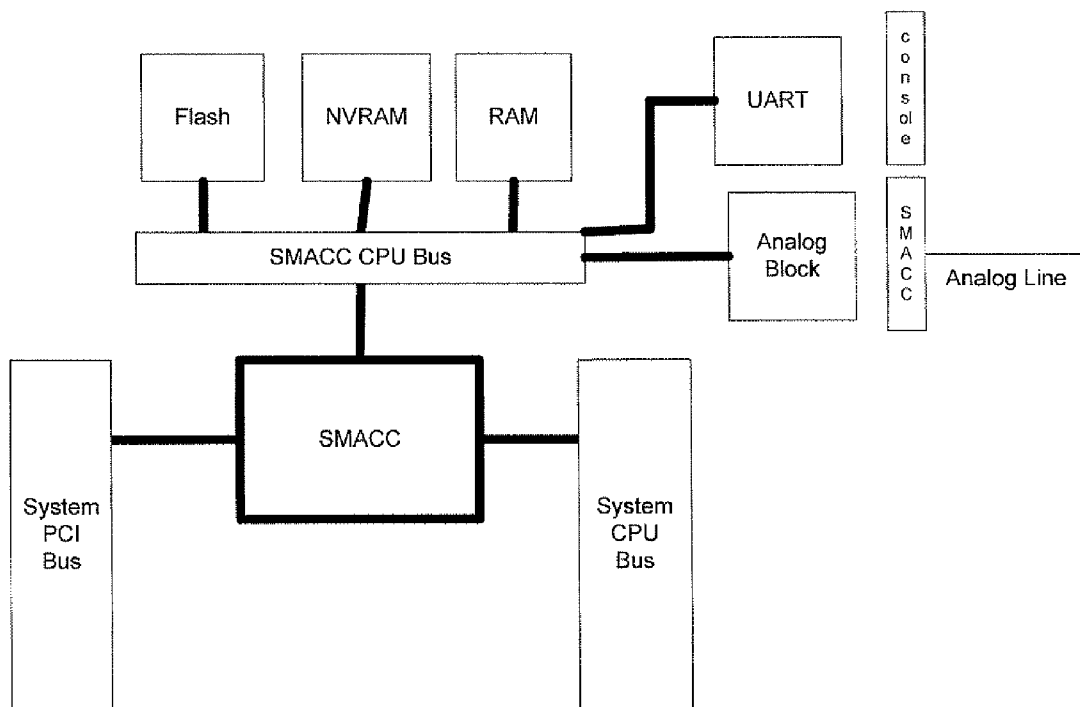 Flash
NVRAM
RAM
UART
console
SMACC CPU Bus
Analog
Block
SMACC
Analog Line
SMACC
System
PCI
Bus
System
CPU
Bus